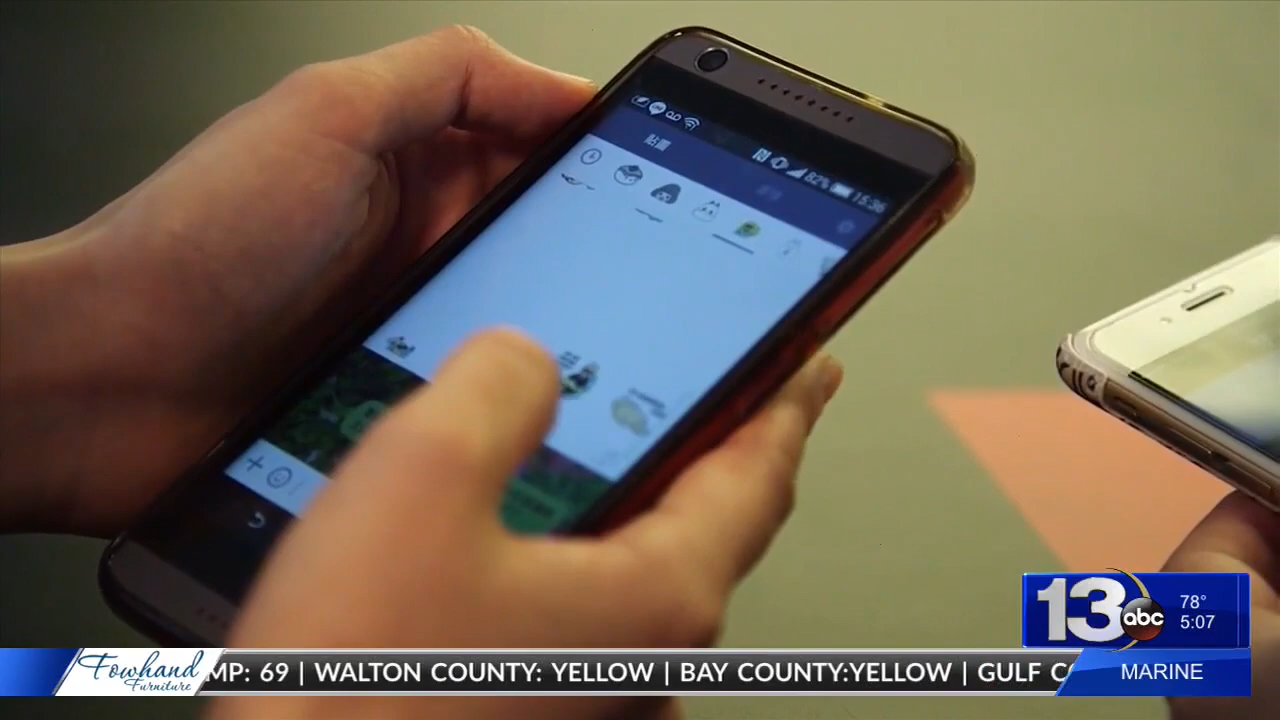 82% 15:36
貼圖
13 abc
78°
5:07
MARINE
Fowhand
Furniture
MP: 69 | WALTON COUNTY: YELLOW | BAY COUNTY:YELLOW | GULF C